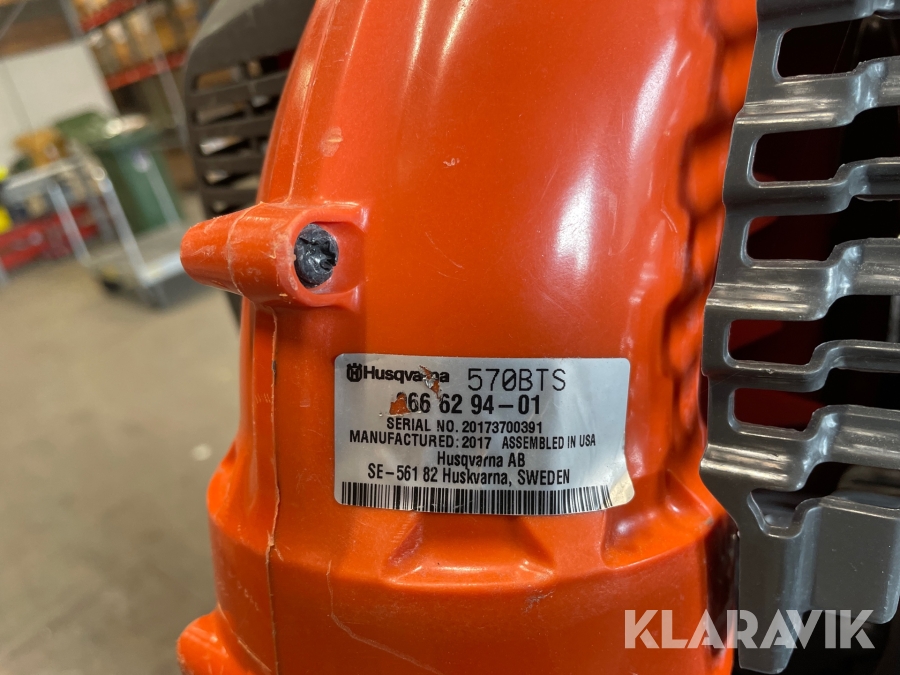 Husqvarna 570BTS
966 62 94-01
SERIAL NO. 20173700391
MANUFACTURED: 2017 ASSEMBLED IN USA
Husqvarna AB
SE-561 82 Huskvarna, SWEDEN
KLARAVIK